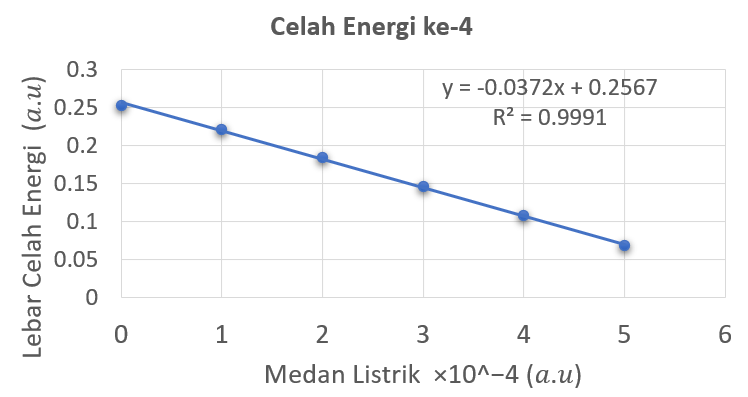 Celah Energi ke-4
Lebar Celah Energi (a.u)
0.3
0.25
0.2
0.15
0.1
0.05
0
y = -0.0372x + 0.2567
R² = 0.9991
0 1 2 3 4 5 6
Medan Listrik ×10^−4 (a.u)